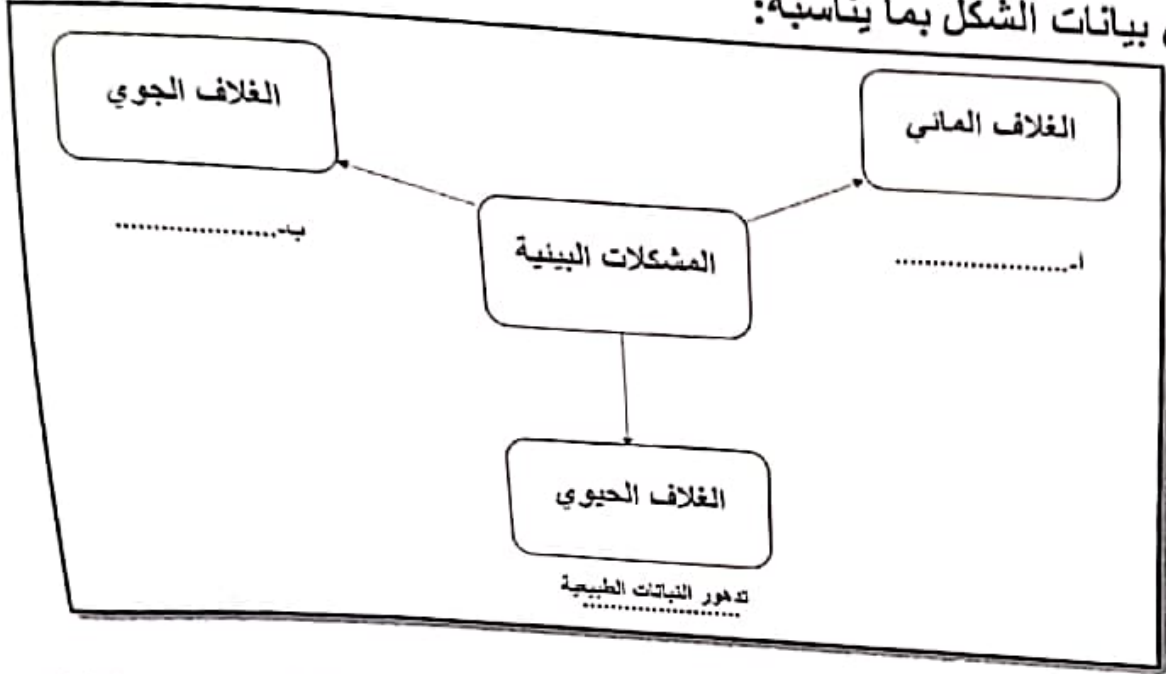 بيانات الشكل بما يناسبه:
الغلاف المائي
الغلاف الجوي
المشكلات البيئية
أ-......................
ب-.....................
الغلاف الحيوي
تدهور النباتات الطبيعية